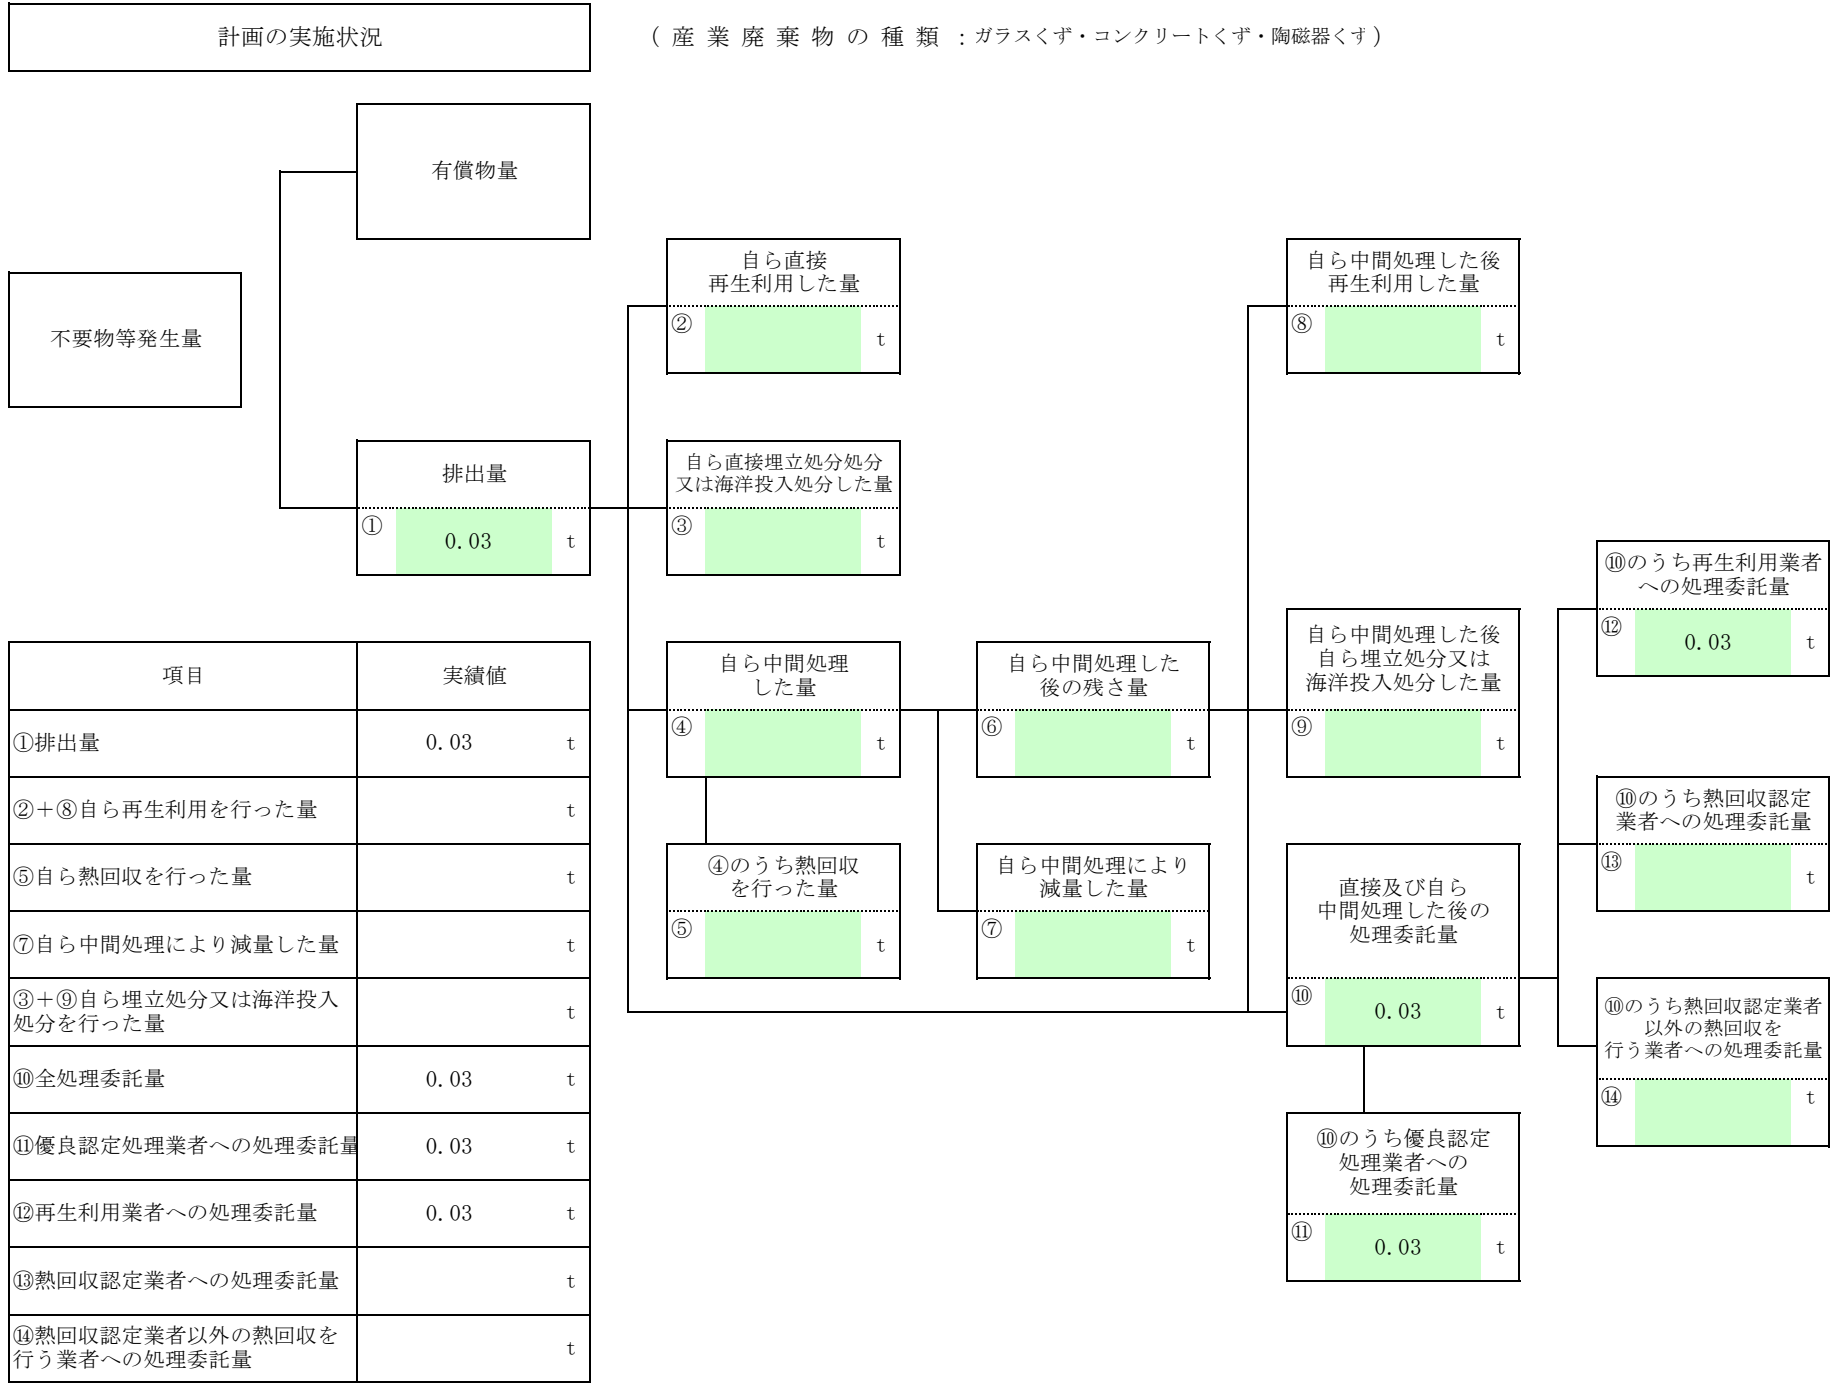 計画の実施状況
（産業廃棄物の種類：ガラスくず・コンクリートくず・陶磁器くず）
有償物量
不要物等発生量
排出量
①
0.03
t
自ら直接
再生利用した量
②
t
自ら直接埋立処分処分
又は海洋投入処分した量
③
t
自ら中間処理
した量
④
t
④のうち熱回収
を行った量
⑤
t
自ら中間処理した
後の残さ量
⑥
t
自ら中間処理により
減量した量
⑦
t
自ら中間処理した後
再生利用した量
⑧
t
自ら中間処理した後
自ら埋立処分又は
海洋投入処分した量
⑨
t
直接及び自ら
中間処理した後の
処理委託量
⑩
0.03
t
⑩のうち優良認定
処理業者への
処理委託量
⑪
0.03
t
⑩のうち再生利用業者
への処理委託量
⑫
0.03
t
⑩のうち熱回収認定
業者への処理委託量
⑬
t
⑩のうち熱回収認定業者
以外の熱回収を
行う業者への処理委託量
⑭
t
項目 実績値
①排出量 0.03 t
②＋⑧自ら再生利用を行った量 t
⑤自ら熱回収を行った量 t
⑦自ら中間処理により減量した量 t
③＋⑨自ら埋立処分又は海洋投入
処分を行った量 t
⑩全処理委託量 0.03 t
⑪優良認定処理業者への処理委託量 0.03 t
⑫再生利用業者への処理委託量 0.03 t
⑬熱回収認定業者への処理委託量 t
⑭熱回収認定業者以外の熱回収を
行う業者への処理委託量 t